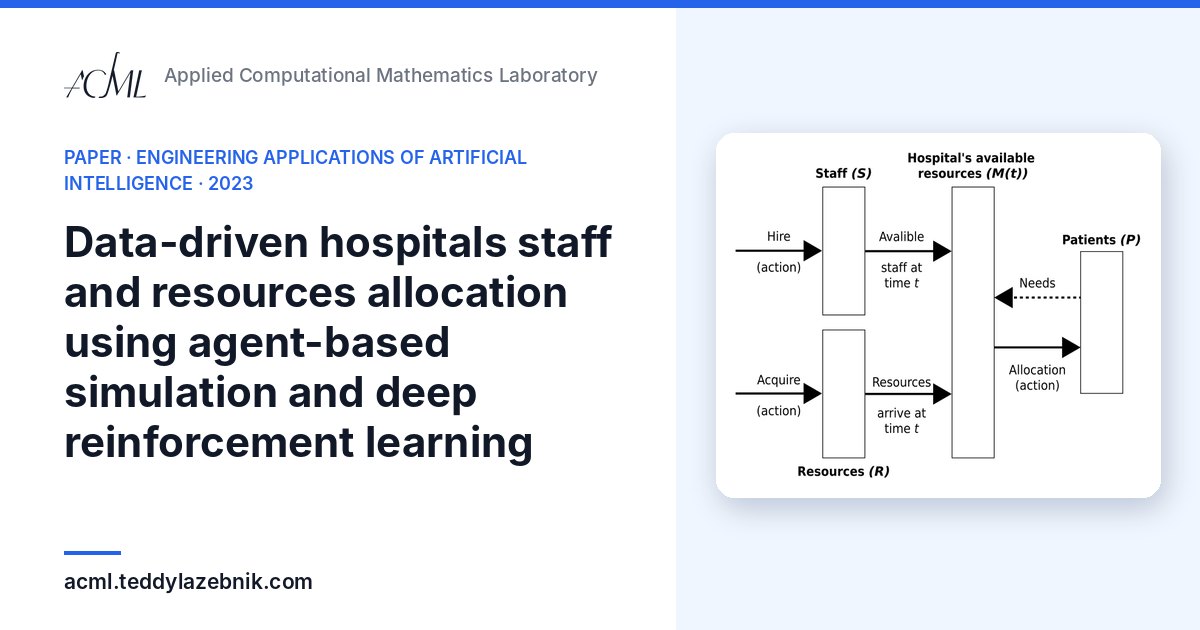 ACML Applied Computational Mathematics Laboratory
PAPER · ENGINEERING APPLICATIONS OF ARTIFICIAL
INTELLIGENCE · 2023
Data-driven hospitals staff
and resources allocation
using agent-based
simulation and deep
reinforcement learning
acml.teddylazebnik.com
Hospital's available
resources (M(t))
Staff (S)
Hire
(action)
Avalible
staff at
time t
Patients (P)
Needs
Allocation
(action)
Acquire
(action)
Resources
arrive at
time t
Resources (R)